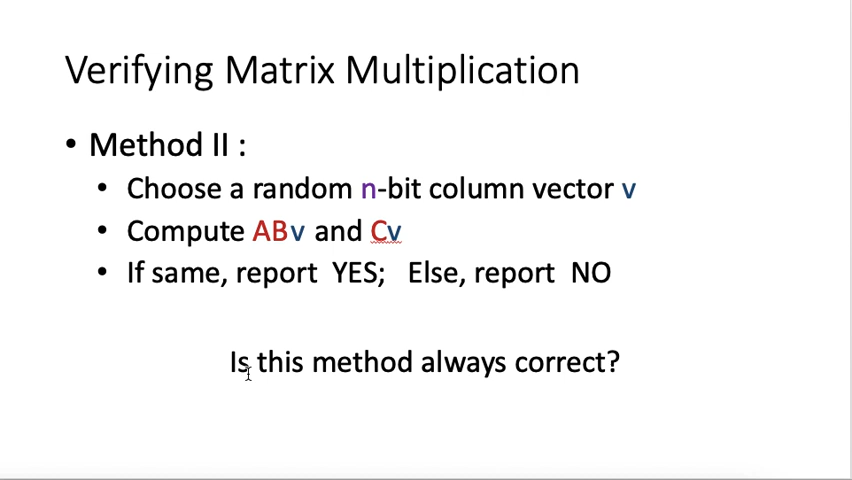 Verifying Matrix Multiplication
• Method II :
• Choose a random n-bit column vector v
• Compute ABv and Cv
• If same, report YES; Else, report NO
Is this method always correct?